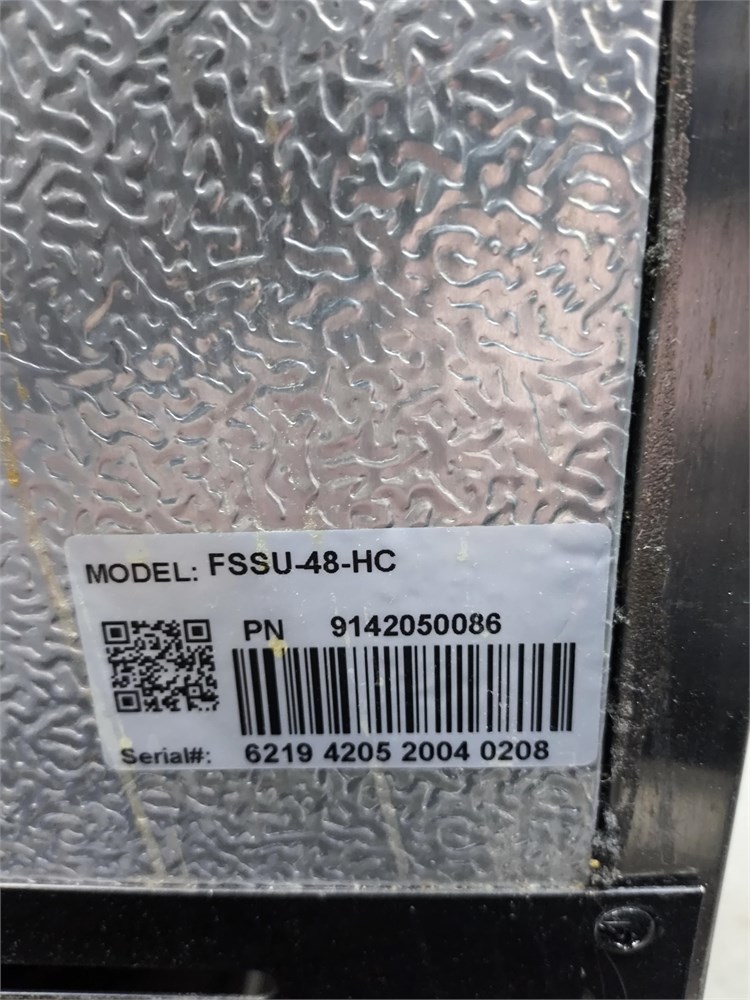 MODEL: FSSU-48-HC
PN 9142050086
Serial#: 6219 4205 2004 0208